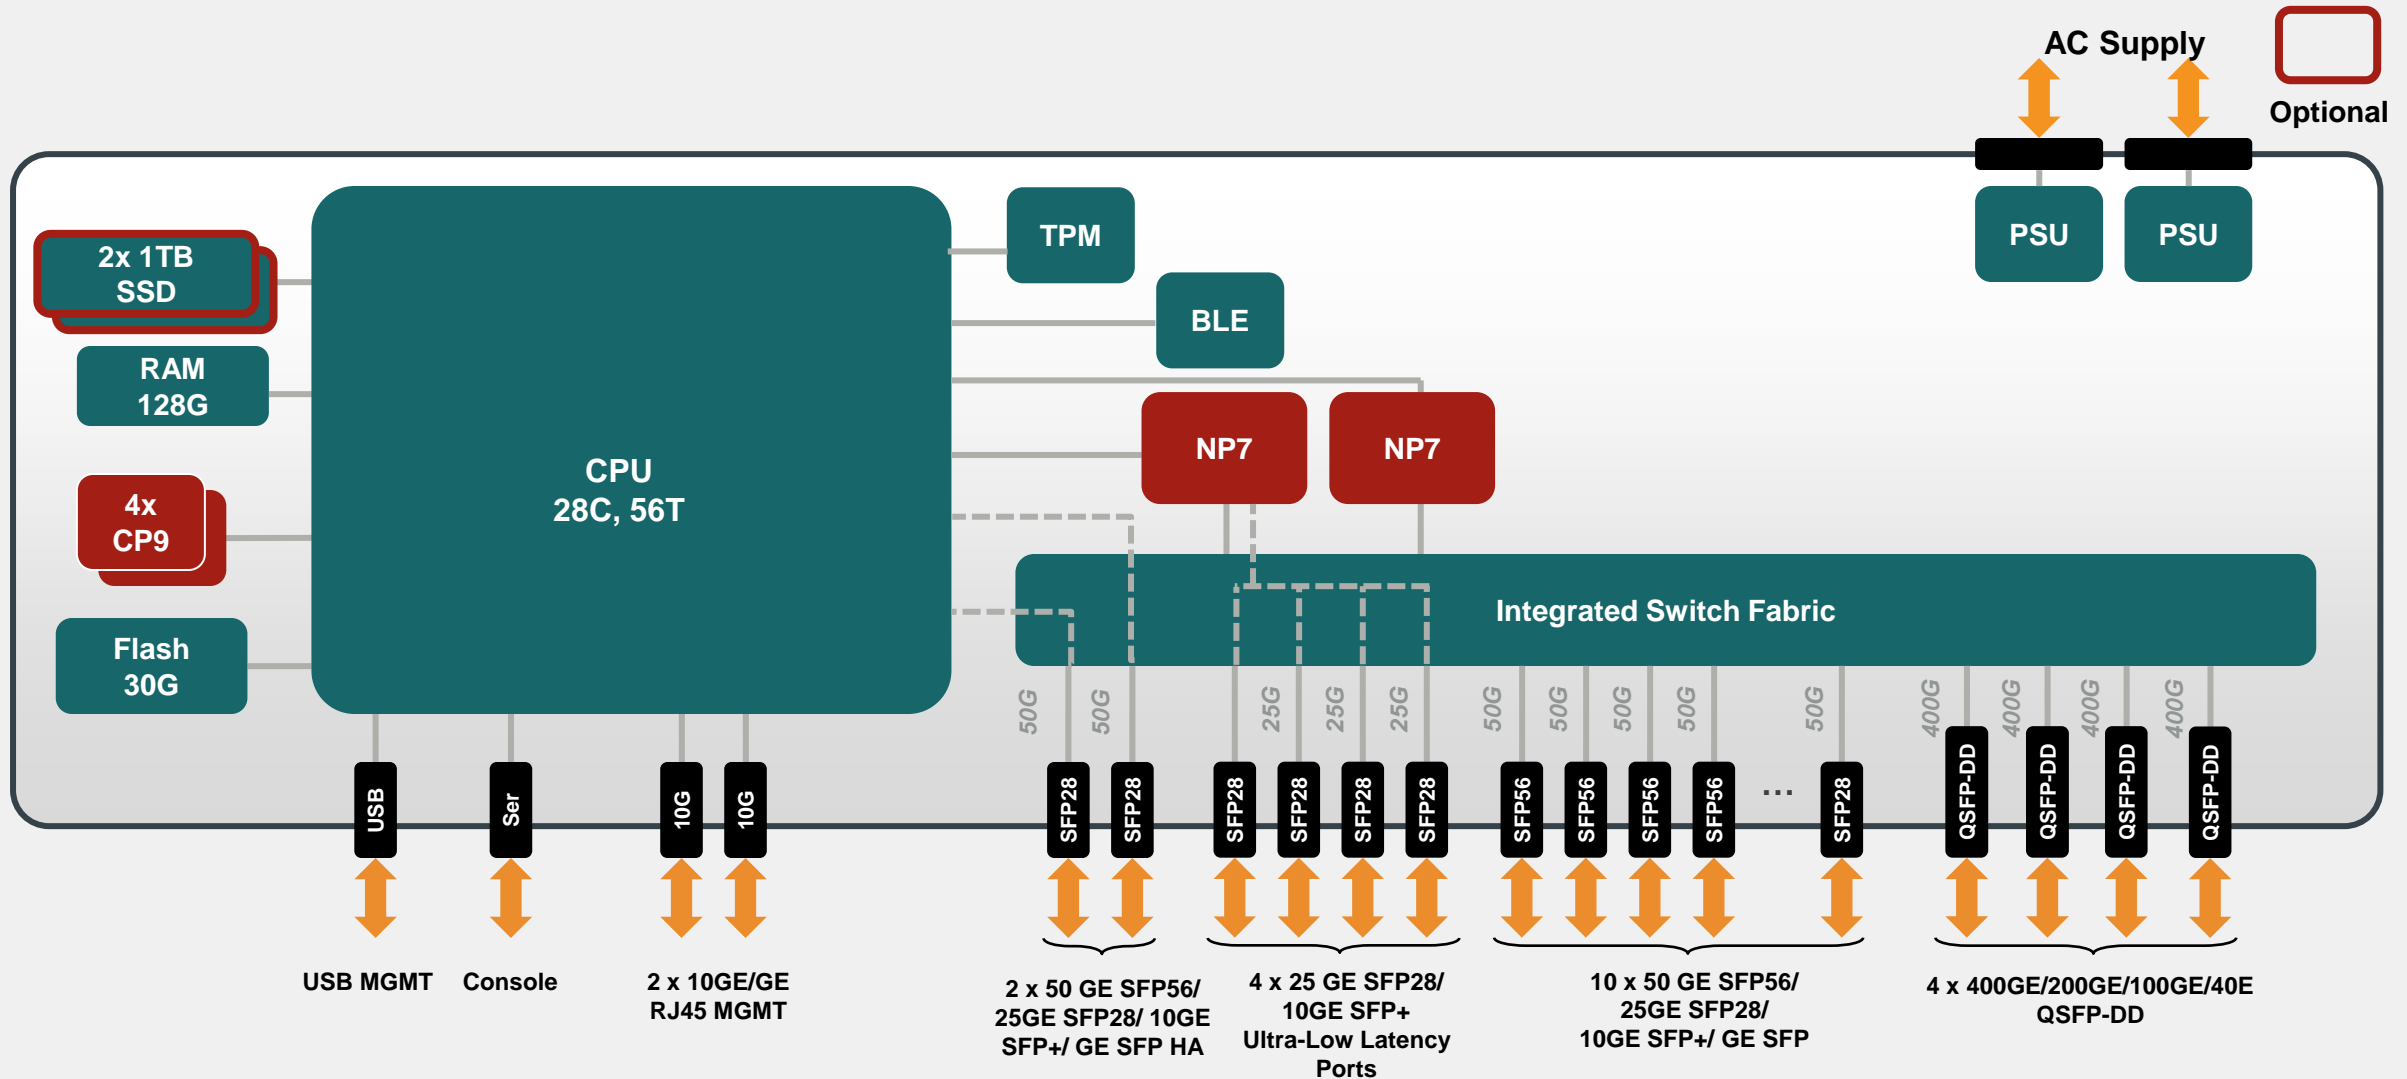 AC Supply
Optional
PSU
PSU
2x 1TB
SSD
RAM
128G
4x
CP9
Flash
30G
CPU
28C, 56T
TPM
BLE
NP7
NP7
Integrated Switch Fabric
50G
50G
25G
25G
25G
50G
50G
50G
50G
50G
400G
400G
400G
400G
USB
Ser
10G
10G
SFP28
SFP28
SFP28
SFP28
SFP28
SFP28
SFP56
SFP56
SFP56
SFP56
...
SFP28
QSFP-DD
QSFP-DD
QSFP-DD
QSFP-DD
USB MGMT
Console
2 x 10GE/GE
RJ45 MGMT
2 x 50 GE SFP56/
25GE SFP28/ 10GE
SFP+/ GE SFP HA
4 x 25 GE SFP28/
10GE SFP+
Ultra-Low Latency
Ports
10 x 50 GE SFP56/
25GE SFP28/
10GE SFP+/ GE SFP
4 x 400GE/200GE/100GE/40E
QSFP-DD